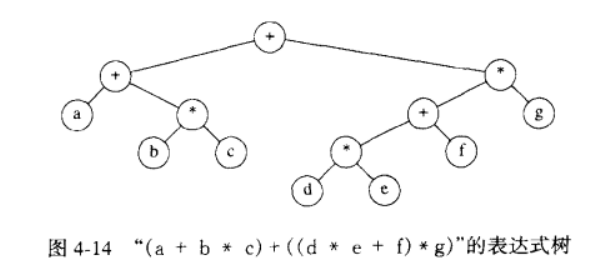 +
+ *
a * + g
b c * f
d e
图 4-14 “(a + b * c) + ((d * e + f) * g)”的表达式树